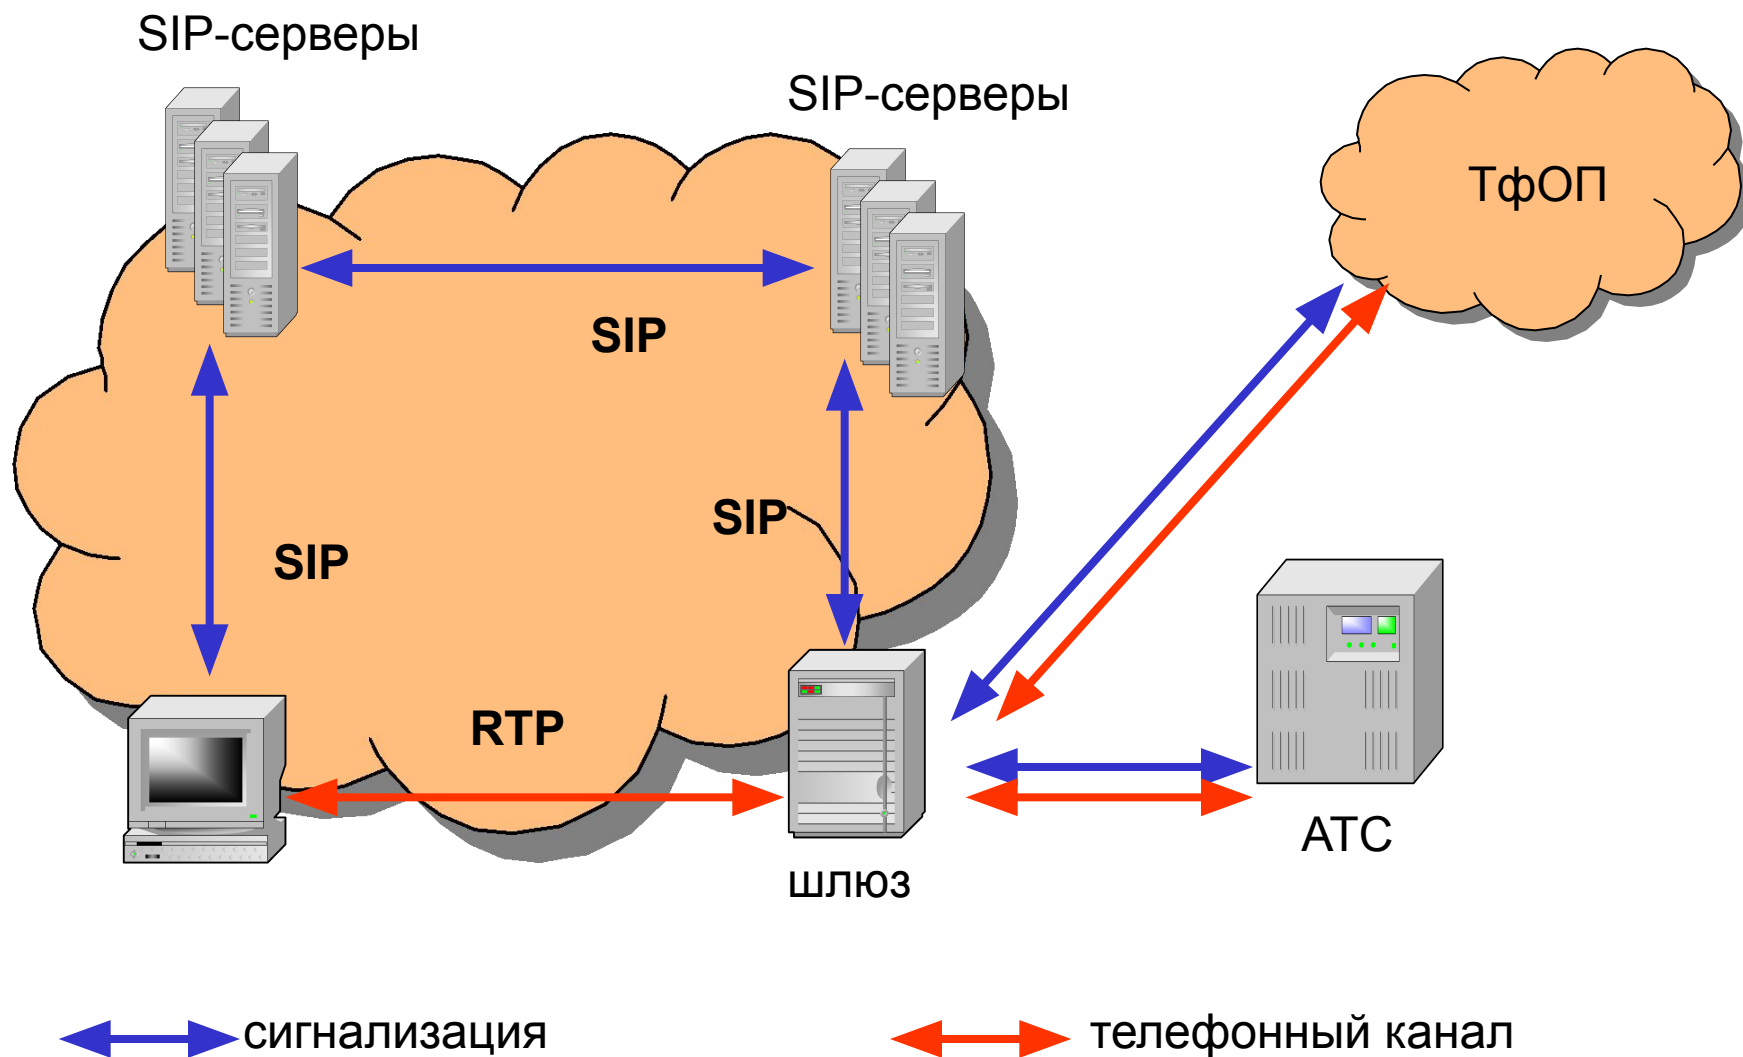 SIP-серверы
SIP-серверы
ТфОП
SIP
SIP
SIP
RTP
АТС
шлюз
сигнализация
телефонный канал